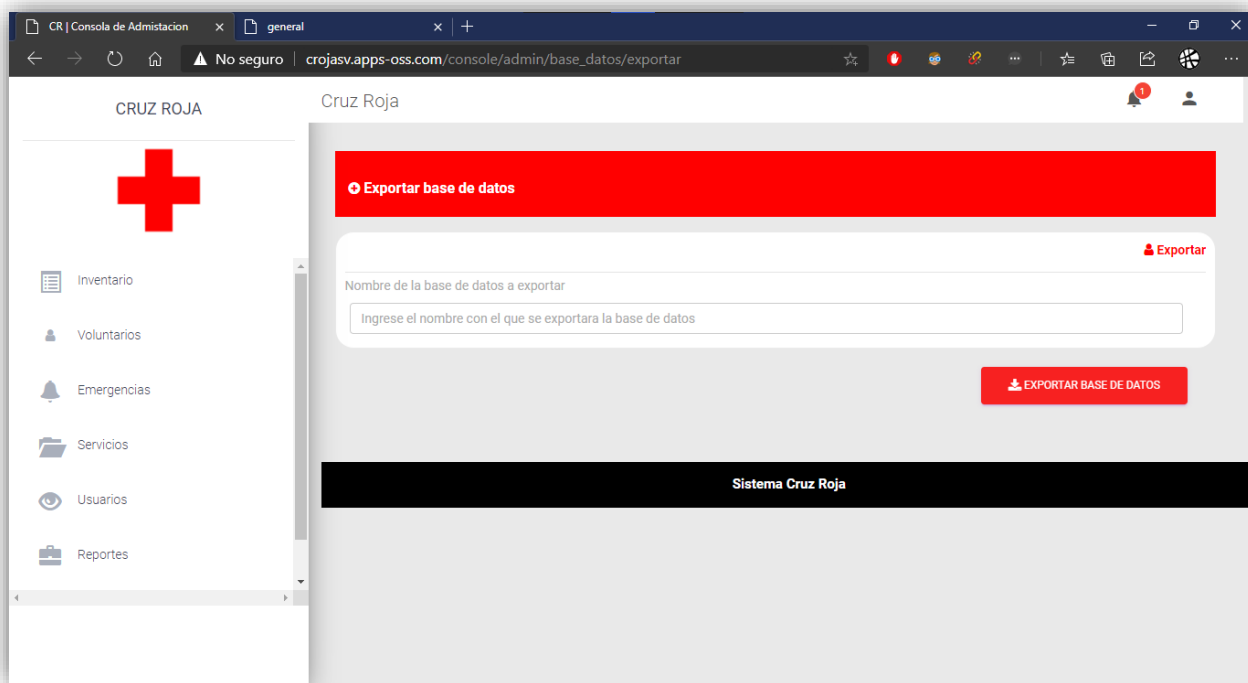 CR | Consola de Admistacion
general
No seguro
crojasv.apps-oss.com/console/admin/base_datos/exportar
CRUZ ROJA
Cruz Roja
1
Exportar base de datos
Exportar
Nombre de la base de datos a exportar
Ingrese el nombre con el que se exportara la base de datos
EXPORTAR BASE DE DATOS
Inventario
Voluntarios
Emergencias
Servicios
Usuarios
Reportes
Sistema Cruz Roja